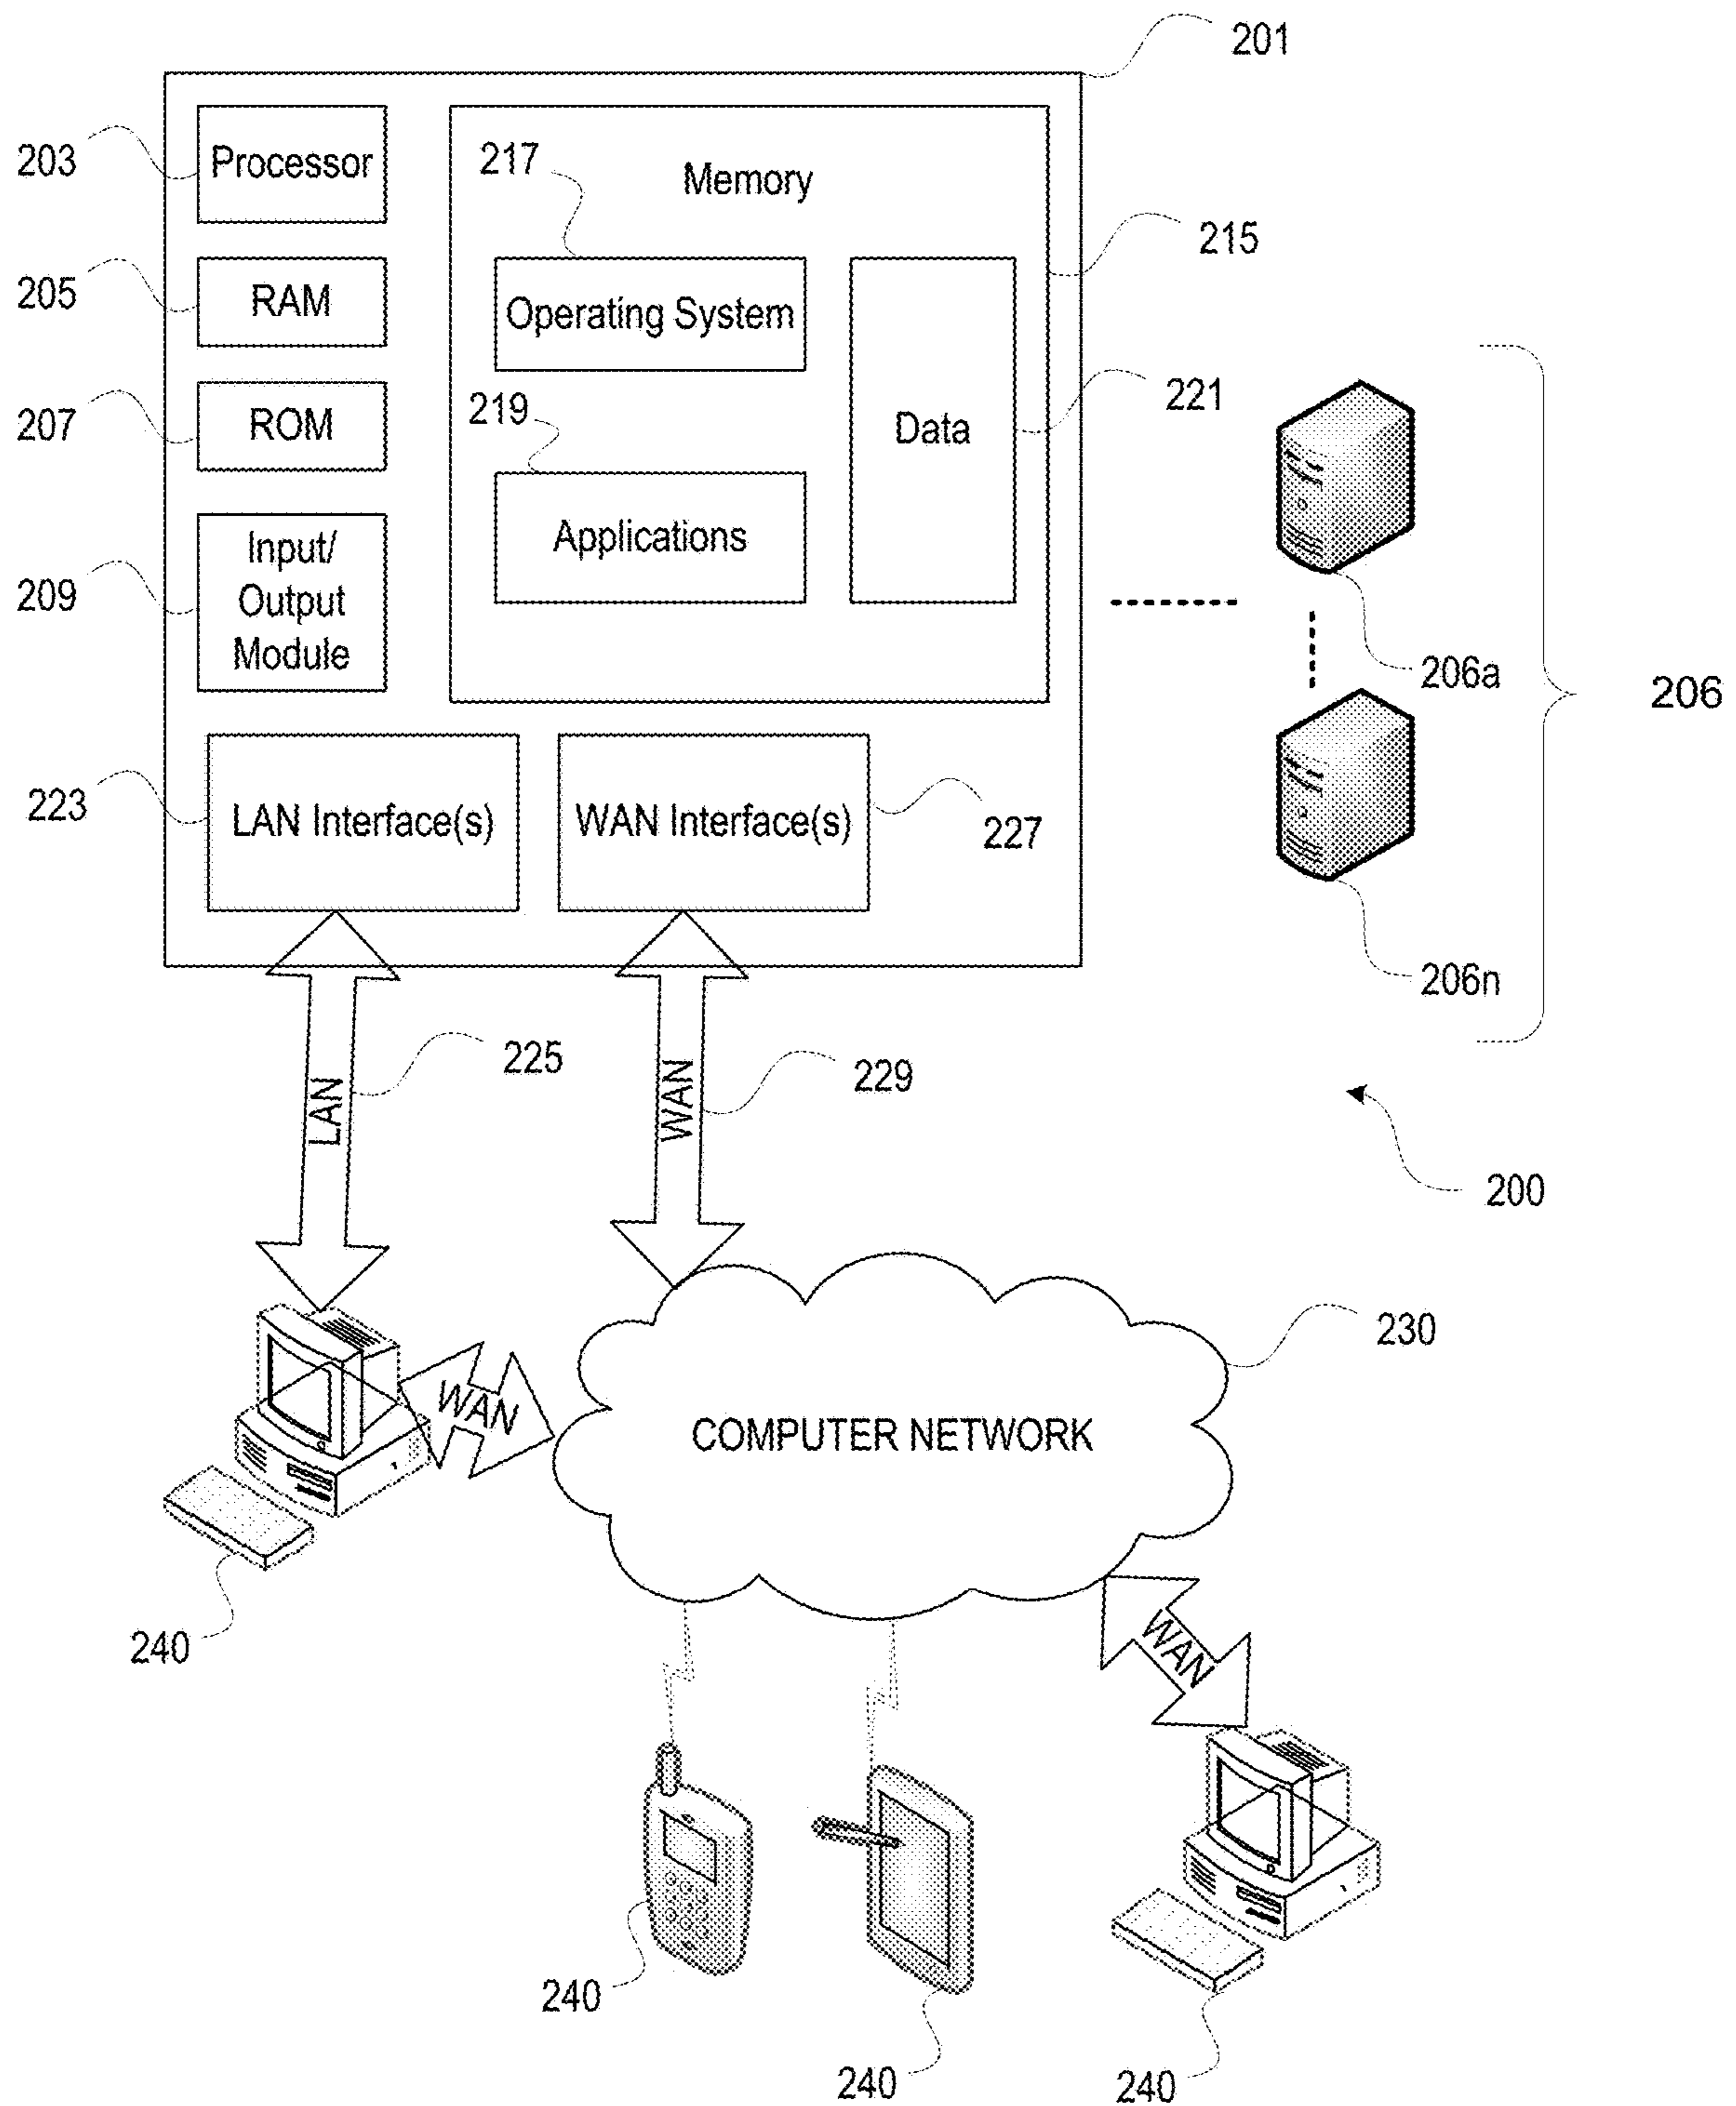 201
203
Processor
217
Memory
215
205
RAM
Operating System
221
207
ROM
219
Data
Applications
209
Input/
Output
Module
206a
206
223
LAN Interface(s)
WAN Interface(s)
227
206n
LAN
225
WAN
229
200
230
WAN
COMPUTER NETWORK
240
WAN
240
240
240